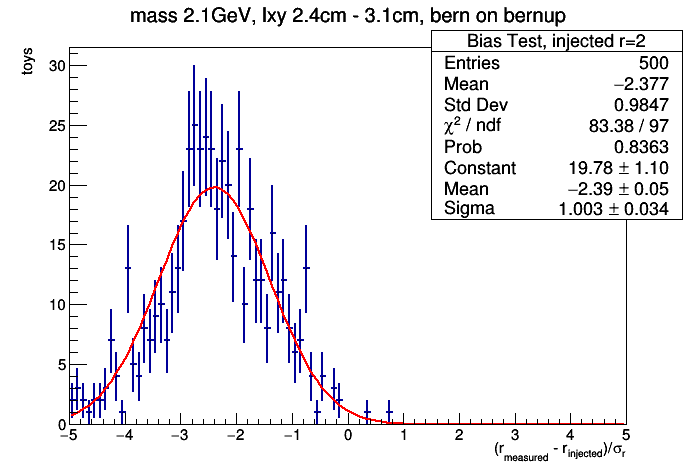 mass 2.1GeV, lxy 2.4cm - 3.1cm, bern on bernup
Bias Test, injected r=2
Entries 500
Mean −2.377
Std Dev 0.9847
χ² / ndf 83.38 / 97
Prob 0.8363
Constant 19.78 ± 1.10
Mean −2.39 ± 0.05
Sigma 1.003 ± 0.034
toys
30
25
20
15
10
5
0
−5 −4 −3 −2 −1 0 1 2 3 4 5
(r_measured - r_injected)/σ_r